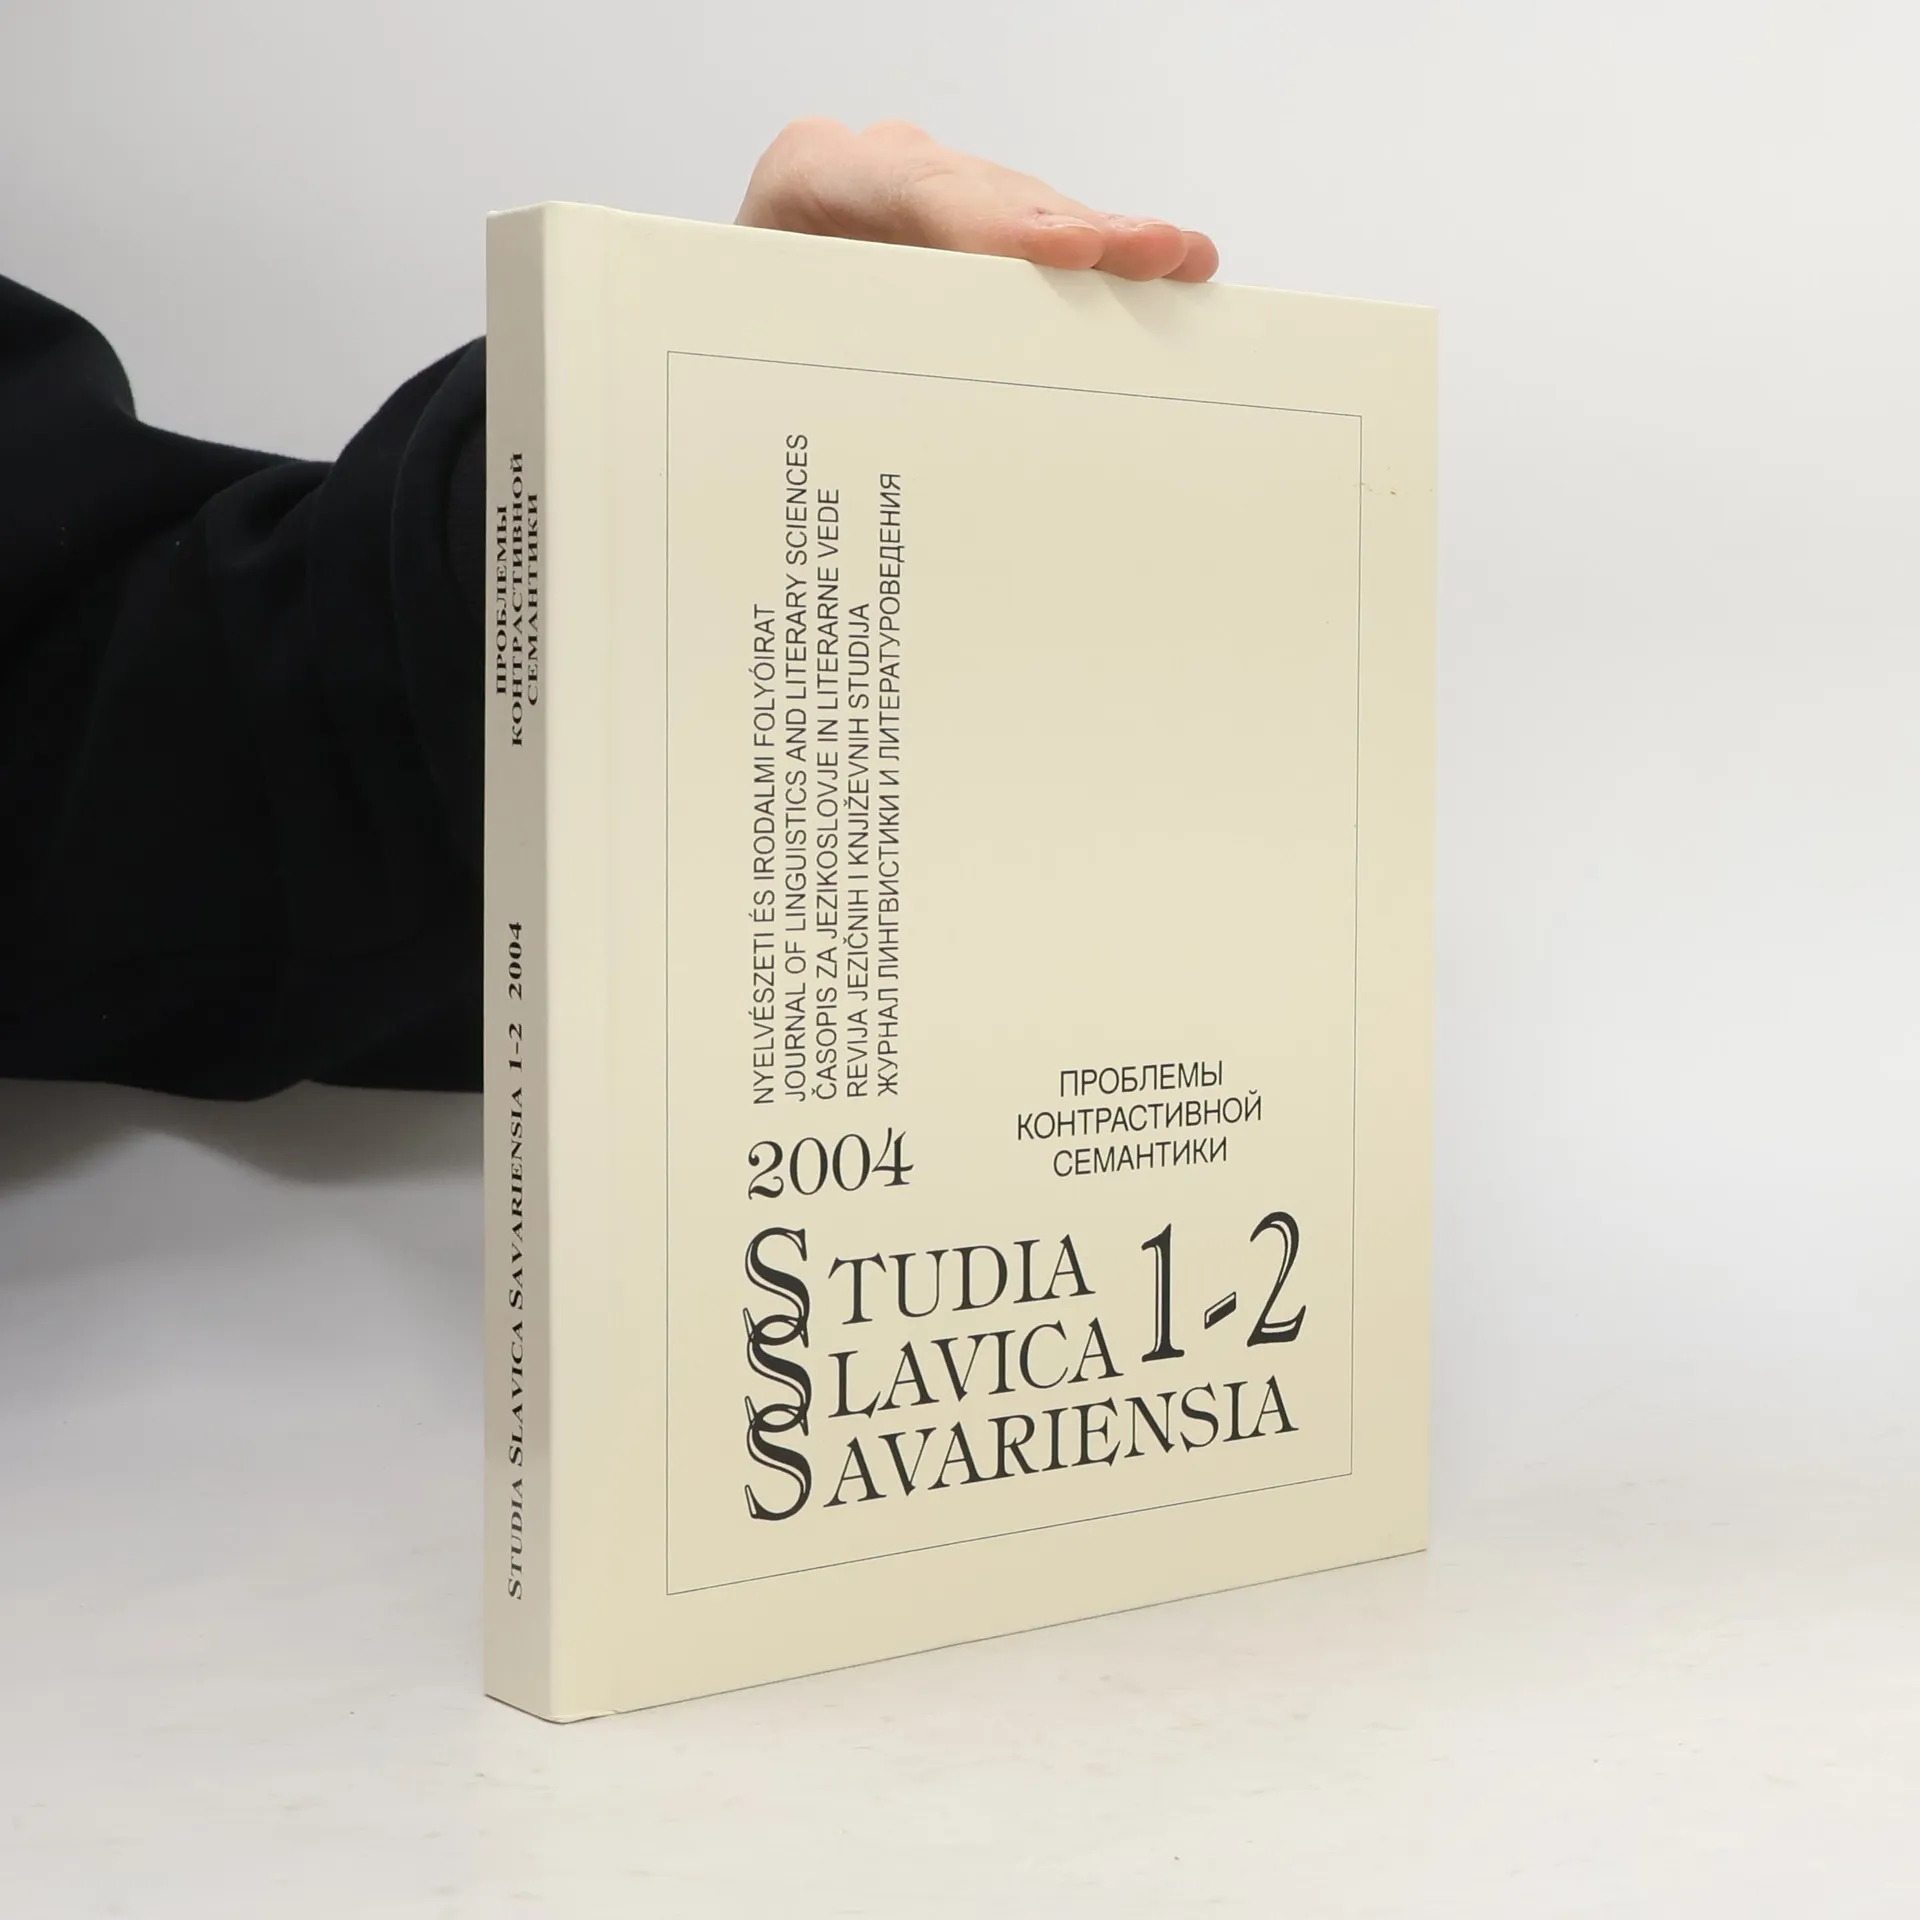 ПРОБЛЕМЫ
КОНТРАСТИВНОЙ
СЕМАНТИКИ
STUDIA SLAVICA SAVARIENSIA 1-2 2004
NYELVÉSZETI ÉS IRODALMI FOLYÓIRAT
JOURNAL OF LINGUISTICS AND LITERARY SCIENCES
ČASOPIS ZA JEZIKOSLOVJE IN LITERARNE VEDE
REVIJA JEZIČNIH I KNJIŽEVNIH STUDIJA
ЖУРНАЛ ЛИНГВИСТИКИ И ЛИТЕРАТУРОВЕДЕНИЯ
2004
ПРОБЛЕМЫ
КОНТРАСТИВНОЙ
СЕМАНТИКИ
STUDIA
SLAVICA 1-2
SAVARIENSIA